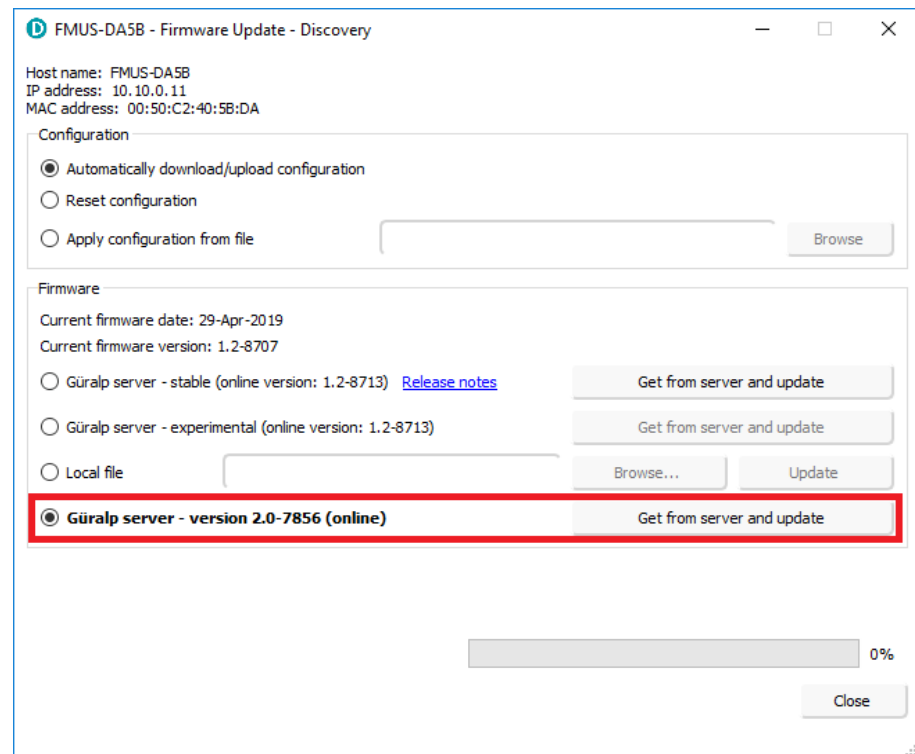 FMUS-DA5B - Firmware Update - Discovery
Host name: FMUS-DA5B
IP address: 10.10.0.11
MAC address: 00:50:C2:40:5B:DA
Configuration
Automatically download/upload configuration
Reset configuration
Apply configuration from file Browse
Firmware
Current firmware date: 29-Apr-2019
Current firmware version: 1.2-8707
Güralp server - stable (online version: 1.2-8713) Release notes Get from server and update
Güralp server - experimental (online version: 1.2-8713) Get from server and update
Local file Browse... Update
Güralp server - version 2.0-7856 (online) Get from server and update
0%
Close